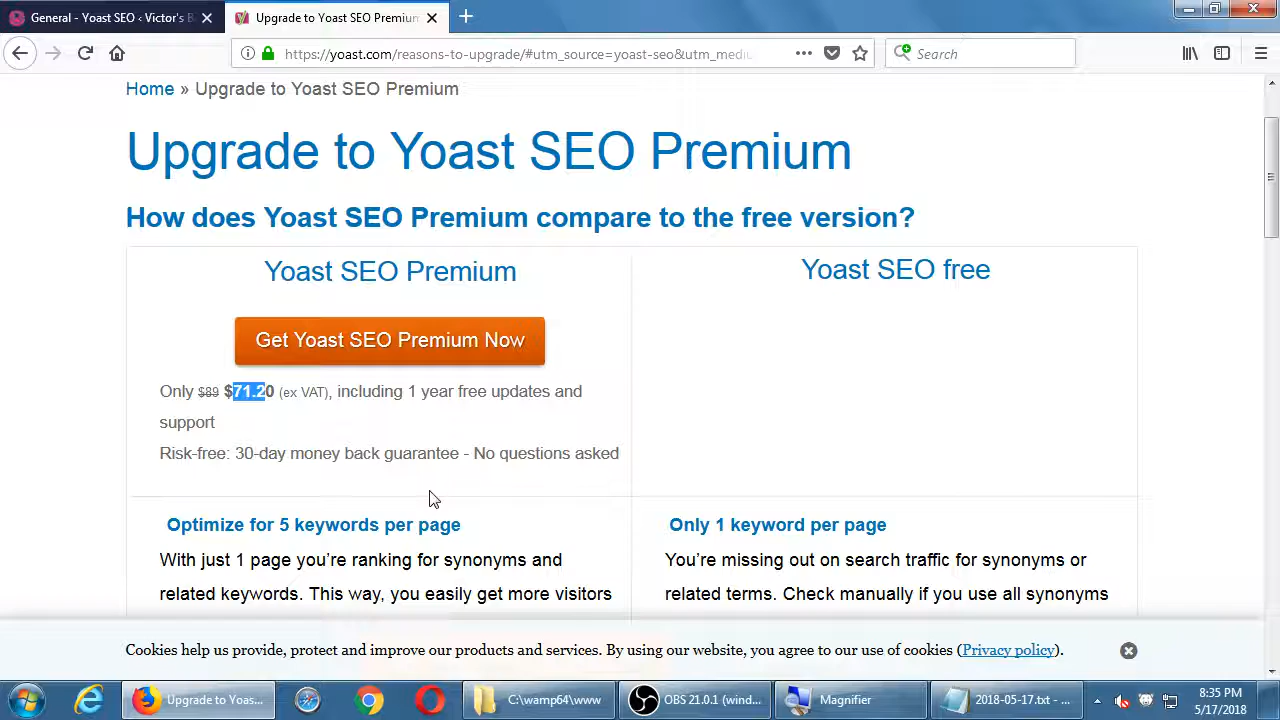 General - Yoast SEO ‹ Victor's B
Upgrade to Yoast SEO Premium
https://yoast.com/reasons-to-upgrade/#utm_source=yoast-seo&utm_medi
Search
Home » Upgrade to Yoast SEO Premium
Upgrade to Yoast SEO Premium
How does Yoast SEO Premium compare to the free version?
Yoast SEO Premium
Yoast SEO free
Get Yoast SEO Premium Now
Only $89 $71.20 (ex VAT), including 1 year free updates and
support
Risk-free: 30-day money back guarantee - No questions asked
Optimize for 5 keywords per page
With just 1 page you're ranking for synonyms and
related keywords. This way, you easily get more visitors
Only 1 keyword per page
You're missing out on search traffic for synonyms or
related terms. Check manually if you use all synonyms
Cookies help us provide, protect and improve our products and services. By using our website, you agree to our use of cookies (Privacy policy).
Upgrade to Yoas...
C:\wamp64\www
OBS 21.0.1 (wind...
Magnifier
2018-05-17.txt - ...
8:35 PM
5/17/2018